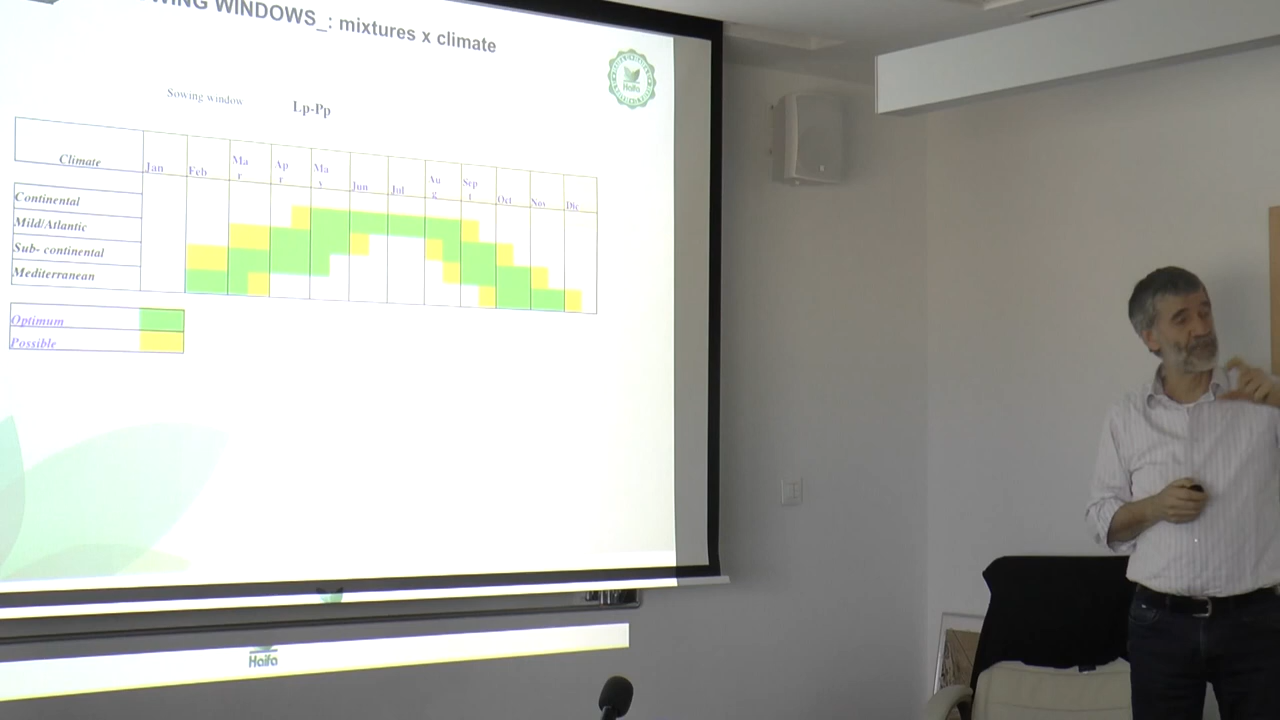 WING WINDOWS_: mixtures x climate
Haifa
Sowing window
Lp-Pp
Climate
Jan
Feb
Ma
r
Ap
r
Ma
y
Jun
Jul
Au
g
Sep
t
Oct
Nov
Dic
Continental
Mild/Atlantic
Sub- continental
Mediterranean
Optimum
Possible
Haifa